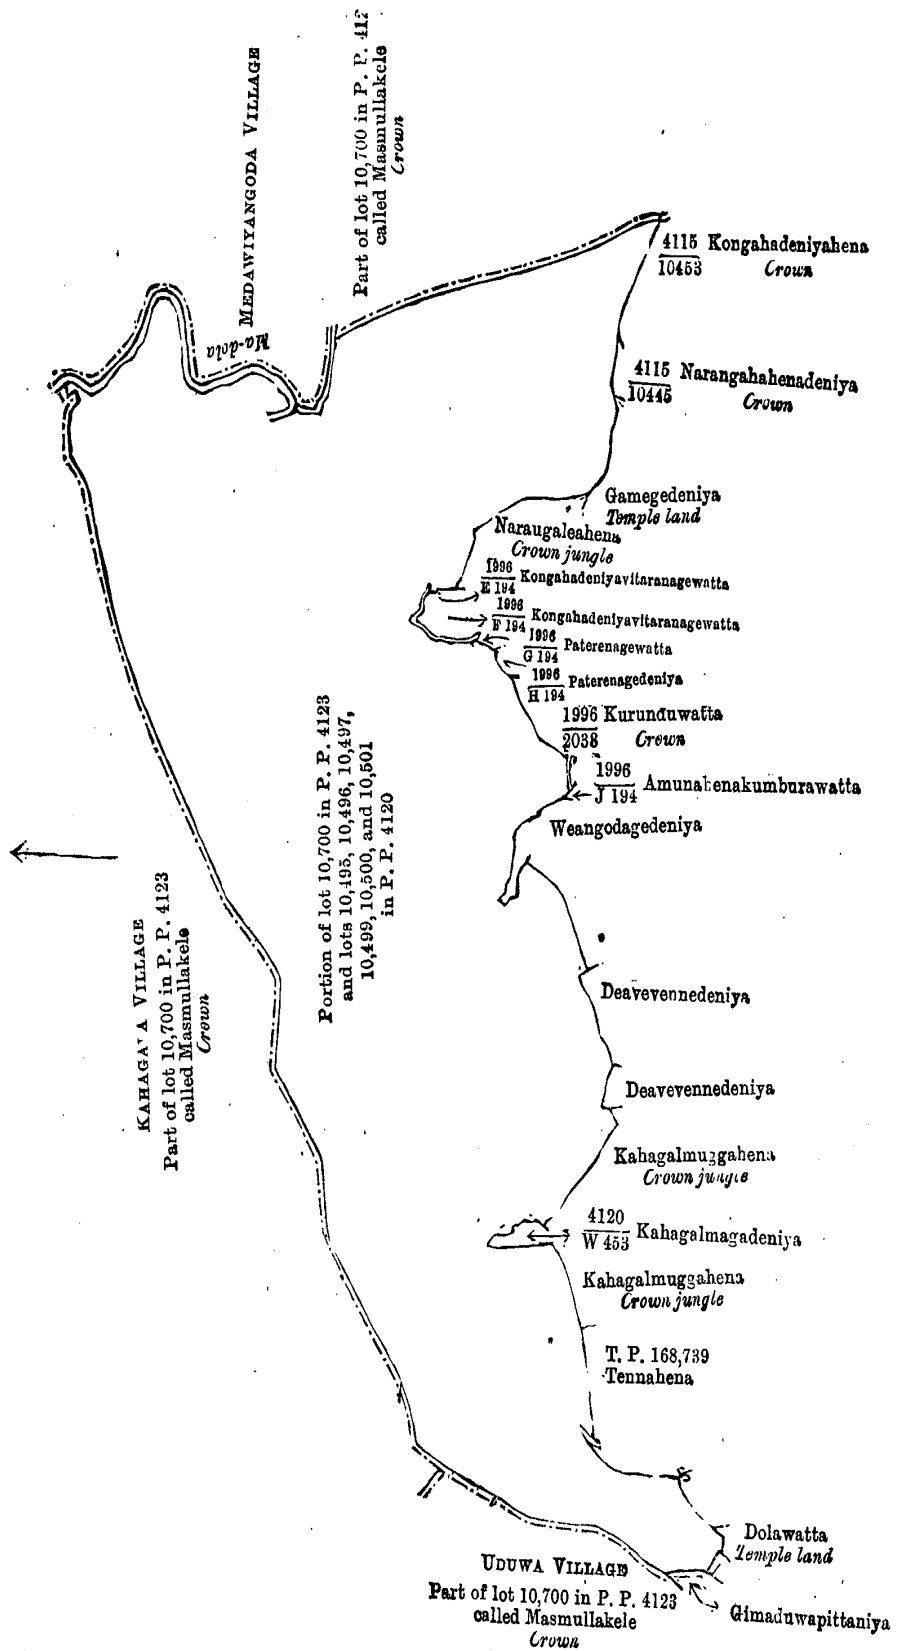 MEDAWIYANGODA VILLAGE
Part of lot 10,700 in P. P. 412
called Masmullakele
Crown
Ma-dola
4115 Kongahadeniyahena
10453 Crown
4115 Narangahahenadeniya
10445 Crown
Gamegedeniya
Temple land
Naraugaleahena
Crown jungle
1996 Kongahadeniyavitaranagewatta
E 194
1996 Kongahadeniyavitaranagewatta
F 194
1996 Paterenagewatta
G 194
1996 Paterenagedeniya
H 194
1996 Kurunduwatta
2038 Crown
1996 Amunahenakumburawatta
J 194
Weangodagedeniya
Portion of lot 10,700 in P. P. 4123
and lots 10,495, 10,496, 10,497,
10,499, 10,500, and 10,501
in P. P. 4120
VILLAGE
Part of lot 10,700 in P. P. 4123
called Masmullakele
Crown
Deavevennedeniya
Deavevennedeniya
Kahagalmuggahena
Crown jungle
4120 Kahagalmagadeniya
W 453
Kahagalmuggahena
Crown jungle
T. P. 168,739
Tennahena
Dolawatta
Temple land
UDUWA VILLAGE
Part of lot 10,700 in P. P. 4123
called Masmullakele
Crown
Gimaduwapittaniya